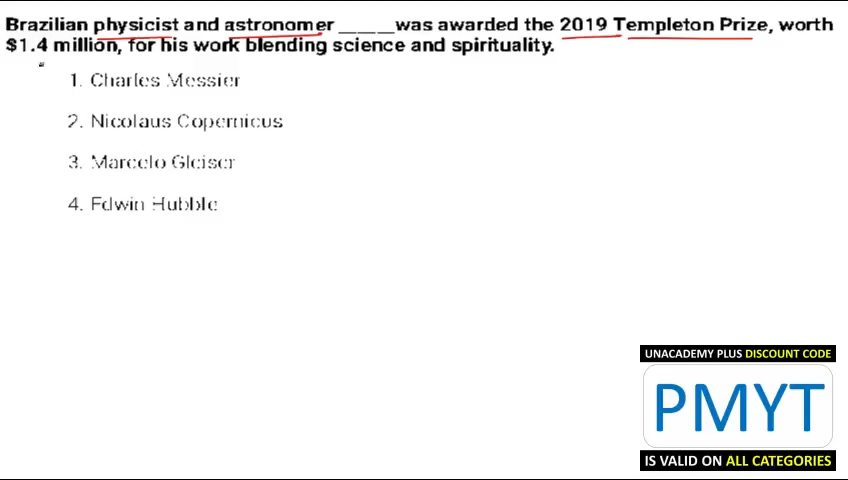 Brazilian physicist and astronomer _____was awarded the 2019 Templeton Prize, worth
$1.4 million, for his work blending science and spirituality.
1. Charles Messier
2. Nicolaus Copernicus
3. Marcelo Gleiser
4. Edwin Hubble
UNACADEMY PLUS DISCOUNT CODE
PMYT
IS VALID ON ALL CATEGORIES